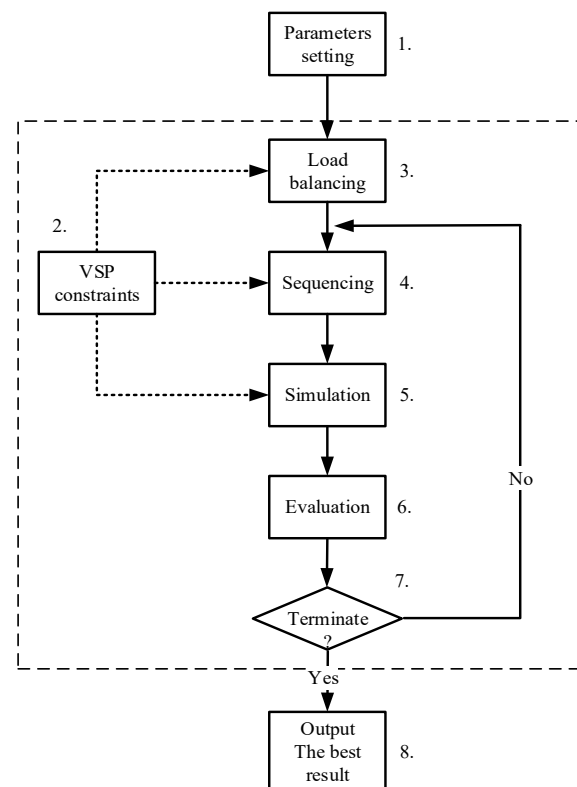 Parameters
setting
1.
Load
balancing
3.
2.
VSP
constraints
Sequencing
4.
Simulation
5.
Evaluation
6.
No
7.
Terminate
?
Yes
Output
The best
result
8.